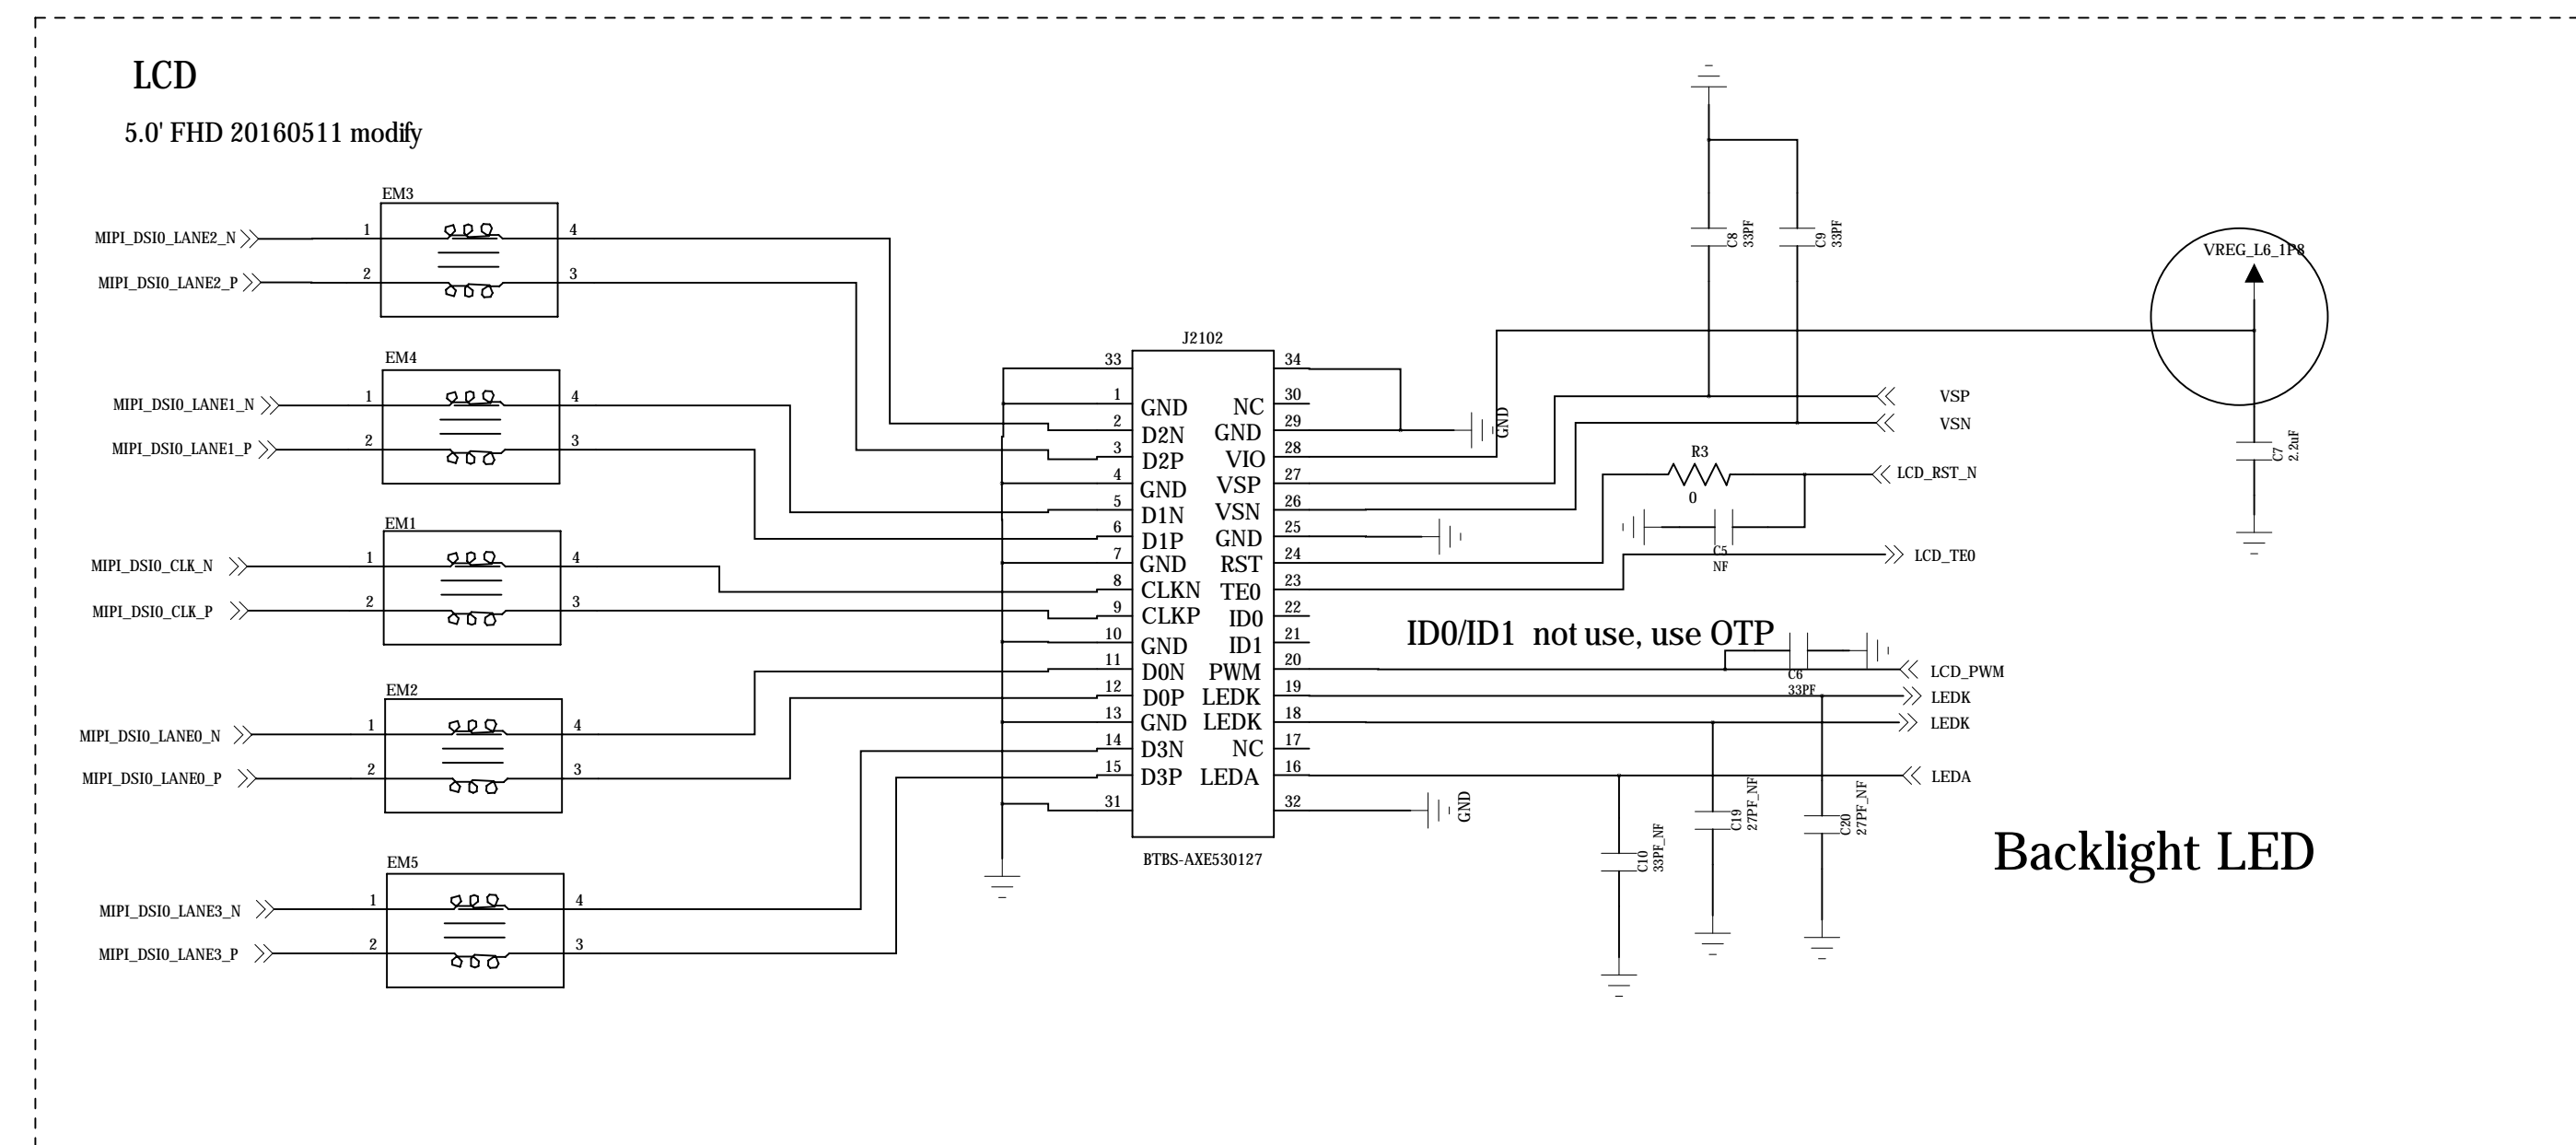 LCD
5.0' FHD 20160511 modify
EM3
MIPI_DSI0_LANE2_N
1
4
MIPI_DSI0_LANE2_P
2
3
EM4
MIPI_DSI0_LANE1_N
1
4
MIPI_DSI0_LANE1_P
2
3
EM1
MIPI_DSI0_CLK_N
1
4
MIPI_DSI0_CLK_P
2
3
EM2
MIPI_DSI0_LANE0_N
1
4
MIPI_DSI0_LANE0_P
2
3
EM5
MIPI_DSI0_LANE3_N
1
4
MIPI_DSI0_LANE3_P
2
3
J2102
33 34
1 GND NC 30
2 D2N GND 29
3 D2P VIO 28
4 GND VSP 27
5 D1N VSN 26
6 D1P GND 25
7 GND RST 24
8 CLKN TE0 23
9 CLKP ID0 22
10 GND ID1 21
11 D0N PWM 20
12 D0P LEDK 19
13 GND LEDK 18
14 D3N NC 17
15 D3P LEDA 16
31 32
BTBS-AXE530127
GND
GND
C8
33PF
C9
33PF
VREG_L6_1P8
C7
2.2uF
VSP
VSN
R3
0
LCD_RST_N
C5
NF
LCD_TE0
ID0/ID1 not use, use OTP
C6
33PF
LCD_PWM
LEDK
LEDK
LEDA
C10
33PF_NF
C19
27PF_NF
C20
27PF_NF
Backlight LED